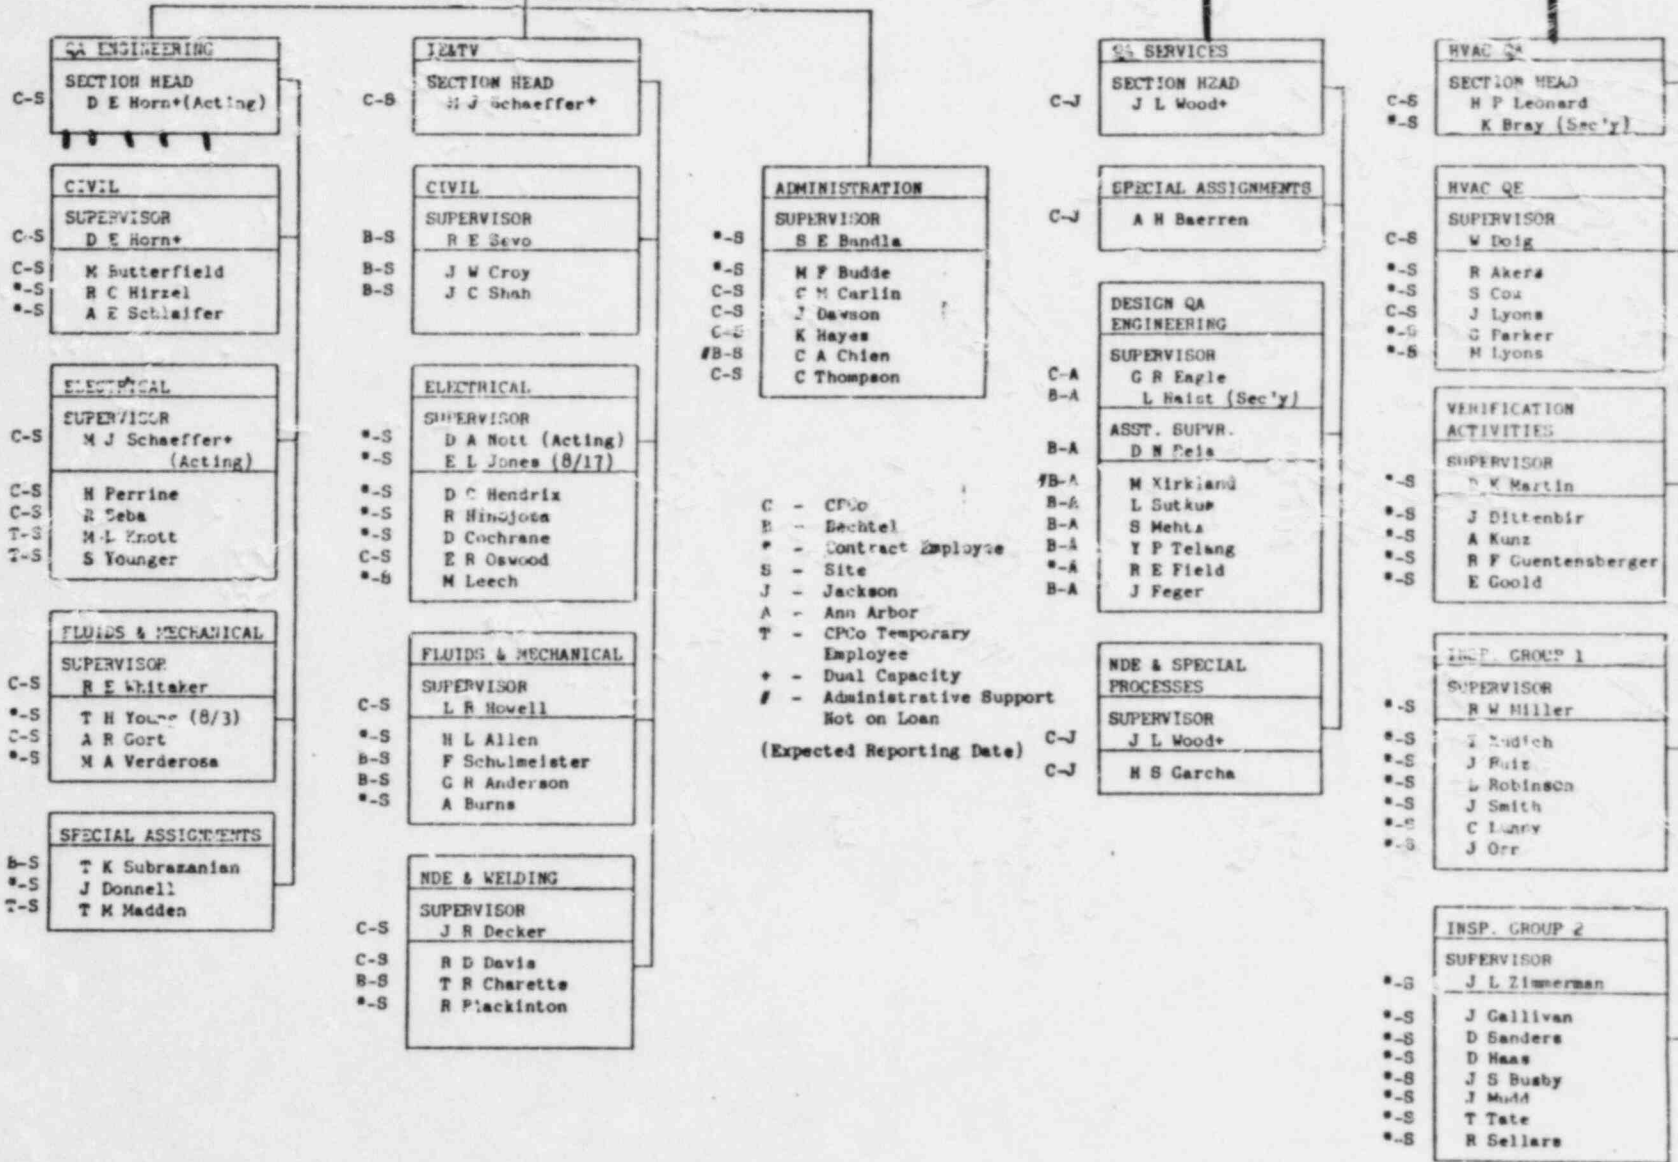 QA ENGINEERING
SECTION HEAD
C-S D E Horn+(Acting)
CIVIL
SUPERVISOR
C-S D E Horn+
C-S M Butterfield
*-S R C Hirzel
*-S A E Schlaifer
ELECTRICAL
SUPERVISOR
C-S M J Schaeffer+
(Acting)
C-S H Perrine
C-S R Seba
T-S M L Knott
T-S S Younger
FLUIDS & MECHANICAL
SUPERVISOR
C-S R E Whitaker
*-S T H Young (8/3)
C-S A R Gort
*-S M A Verderosa
SPECIAL ASSIGNMENTS
B-S T K Subramanian
*-S J Donnell
T-S T M Madden
IE&TV
SECTION HEAD
C-S M J Schaeffer+
CIVIL
SUPERVISOR
B-S R E Sevo
B-S J W Croy
B-S J C Shah
ELECTRICAL
SUPERVISOR
*-S D A Nott (Acting)
*-S E L Jones (8/17)
*-S D C Hendrix
*-S R Hinojosa
*-S D Cochrane
C-S E R Oswood
*-S M Leech
FLUIDS & MECHANICAL
SUPERVISOR
C-S L R Howell
*-S H L Allen
B-S F Schulmeister
B-S G R Anderson
*-S A Burns
NDE & WELDING
SUPERVISOR
C-S J R Decker
C-S R D Davis
B-S T R Charette
*-S R Plackinton
ADMINISTRATION
SUPERVISOR
*-S S E Bandla
*-S M F Budde
C-S C M Carlin
C-S J Dawson
C-S K Hayes
#B-S C A Chien
C-S C Thompson
C - CPCo
B - Bechtel
* - Contract Employee
S - Site
J - Jackson
A - Ann Arbor
T - CPCo Temporary
Employee
+ - Dual Capacity
# - Administrative Support
Not on Loan
(Expected Reporting Date)
QA SERVICES
SECTION HEAD
C-J J L Wood+
SPECIAL ASSIGNMENTS
C-J A H Baerren
DESIGN QA
ENGINEERING
SUPERVISOR
C-A G R Eagle
B-A L Haist (Sec'y)
ASST. SUPVR.
B-A D N Reia
#B-A M Kirkland
B-A L Sutkus
B-A S Mehta
B-A Y P Telang
*-A R E Field
B-A J Feger
NDE & SPECIAL
PROCESSES
SUPERVISOR
C-J J L Wood+
C-J H S Garcha
HVAC QA
SECTION HEAD
C-S H P Leonard
*-S K Bray (Sec'y)
HVAC QE
SUPERVISOR
C-S W Doig
*-S R Akers
*-S S Cox
C-S J Lyons
*-S G Parker
*-S M Lyons
VERIFICATION
ACTIVITIES
SUPERVISOR
*-S K Martin
*-S J Dittenbir
*-S A Kunz
*-S R F Guentensberger
*-S E Goold
INSP. GROUP 1
SUPERVISOR
*-S R W Miller
*-S Kudich
*-S J Ruiz
*-S L Robinson
*-S J Smith
*-S C Lunny
*-S J Orr
INSP. GROUP 2
SUPERVISOR
*-S J L Zimmerman
*-S J Gallivan
*-S D Sanders
*-S D Haas
*-S J S Busby
*-S J Mudd
*-S T Tate
*-S R Sellars